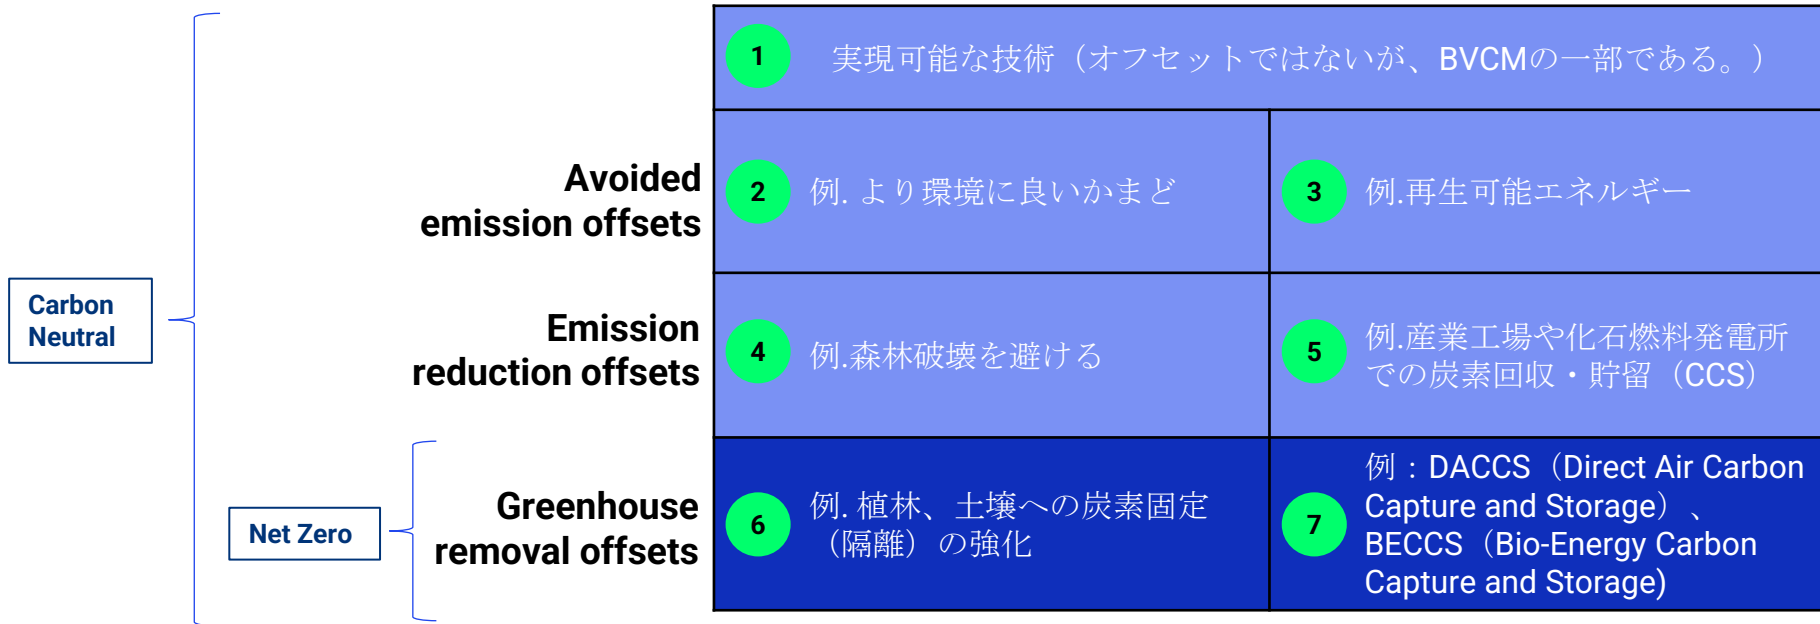 1 実現可能な技術（オフセットではないが、BVCMの一部である。）
Avoided
emission offsets
2 例. より環境に良いかまど
3 例.再生可能エネルギー
Carbon
Neutral
Emission
reduction offsets
4 例.森林破壊を避ける
5 例.産業工場や化石燃料発電所
での炭素回収・貯留（CCS）
Net Zero
Greenhouse
removal offsets
6 例. 植林、土壌への炭素固定
（隔離）の強化
7 例：DACCS（Direct Air Carbon
Capture and Storage）、
BECCS（Bio-Energy Carbon
Capture and Storage)